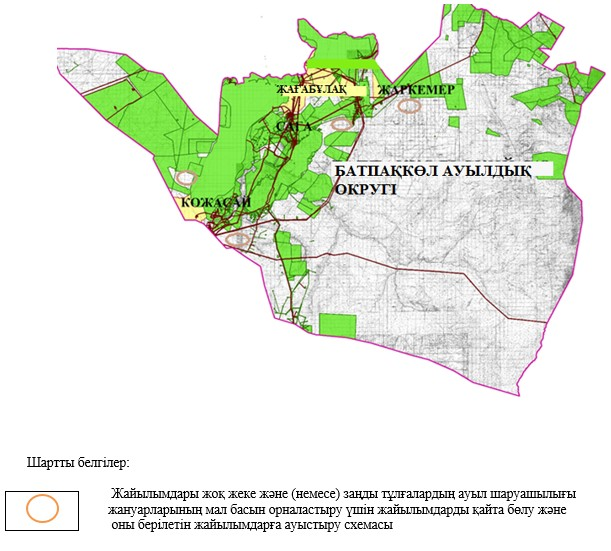 ЖАҒАБҰЛАҚ
ЖАРКЕМЕР
САҒА
БАТПАҚКӨЛ АУЫЛДЫҚ
ОКРУГІ
КОЖАСАЙ
Шартты белгілер:
Жайылымдары жоқ жеке және (немесе) заңды тұлғалардың ауыл шаруашылығы
жануарларының мал басын орналастыру үшін жайылымдарды қайта бөлу және
оны берілетін жайылымдарға ауыстыру схемасы